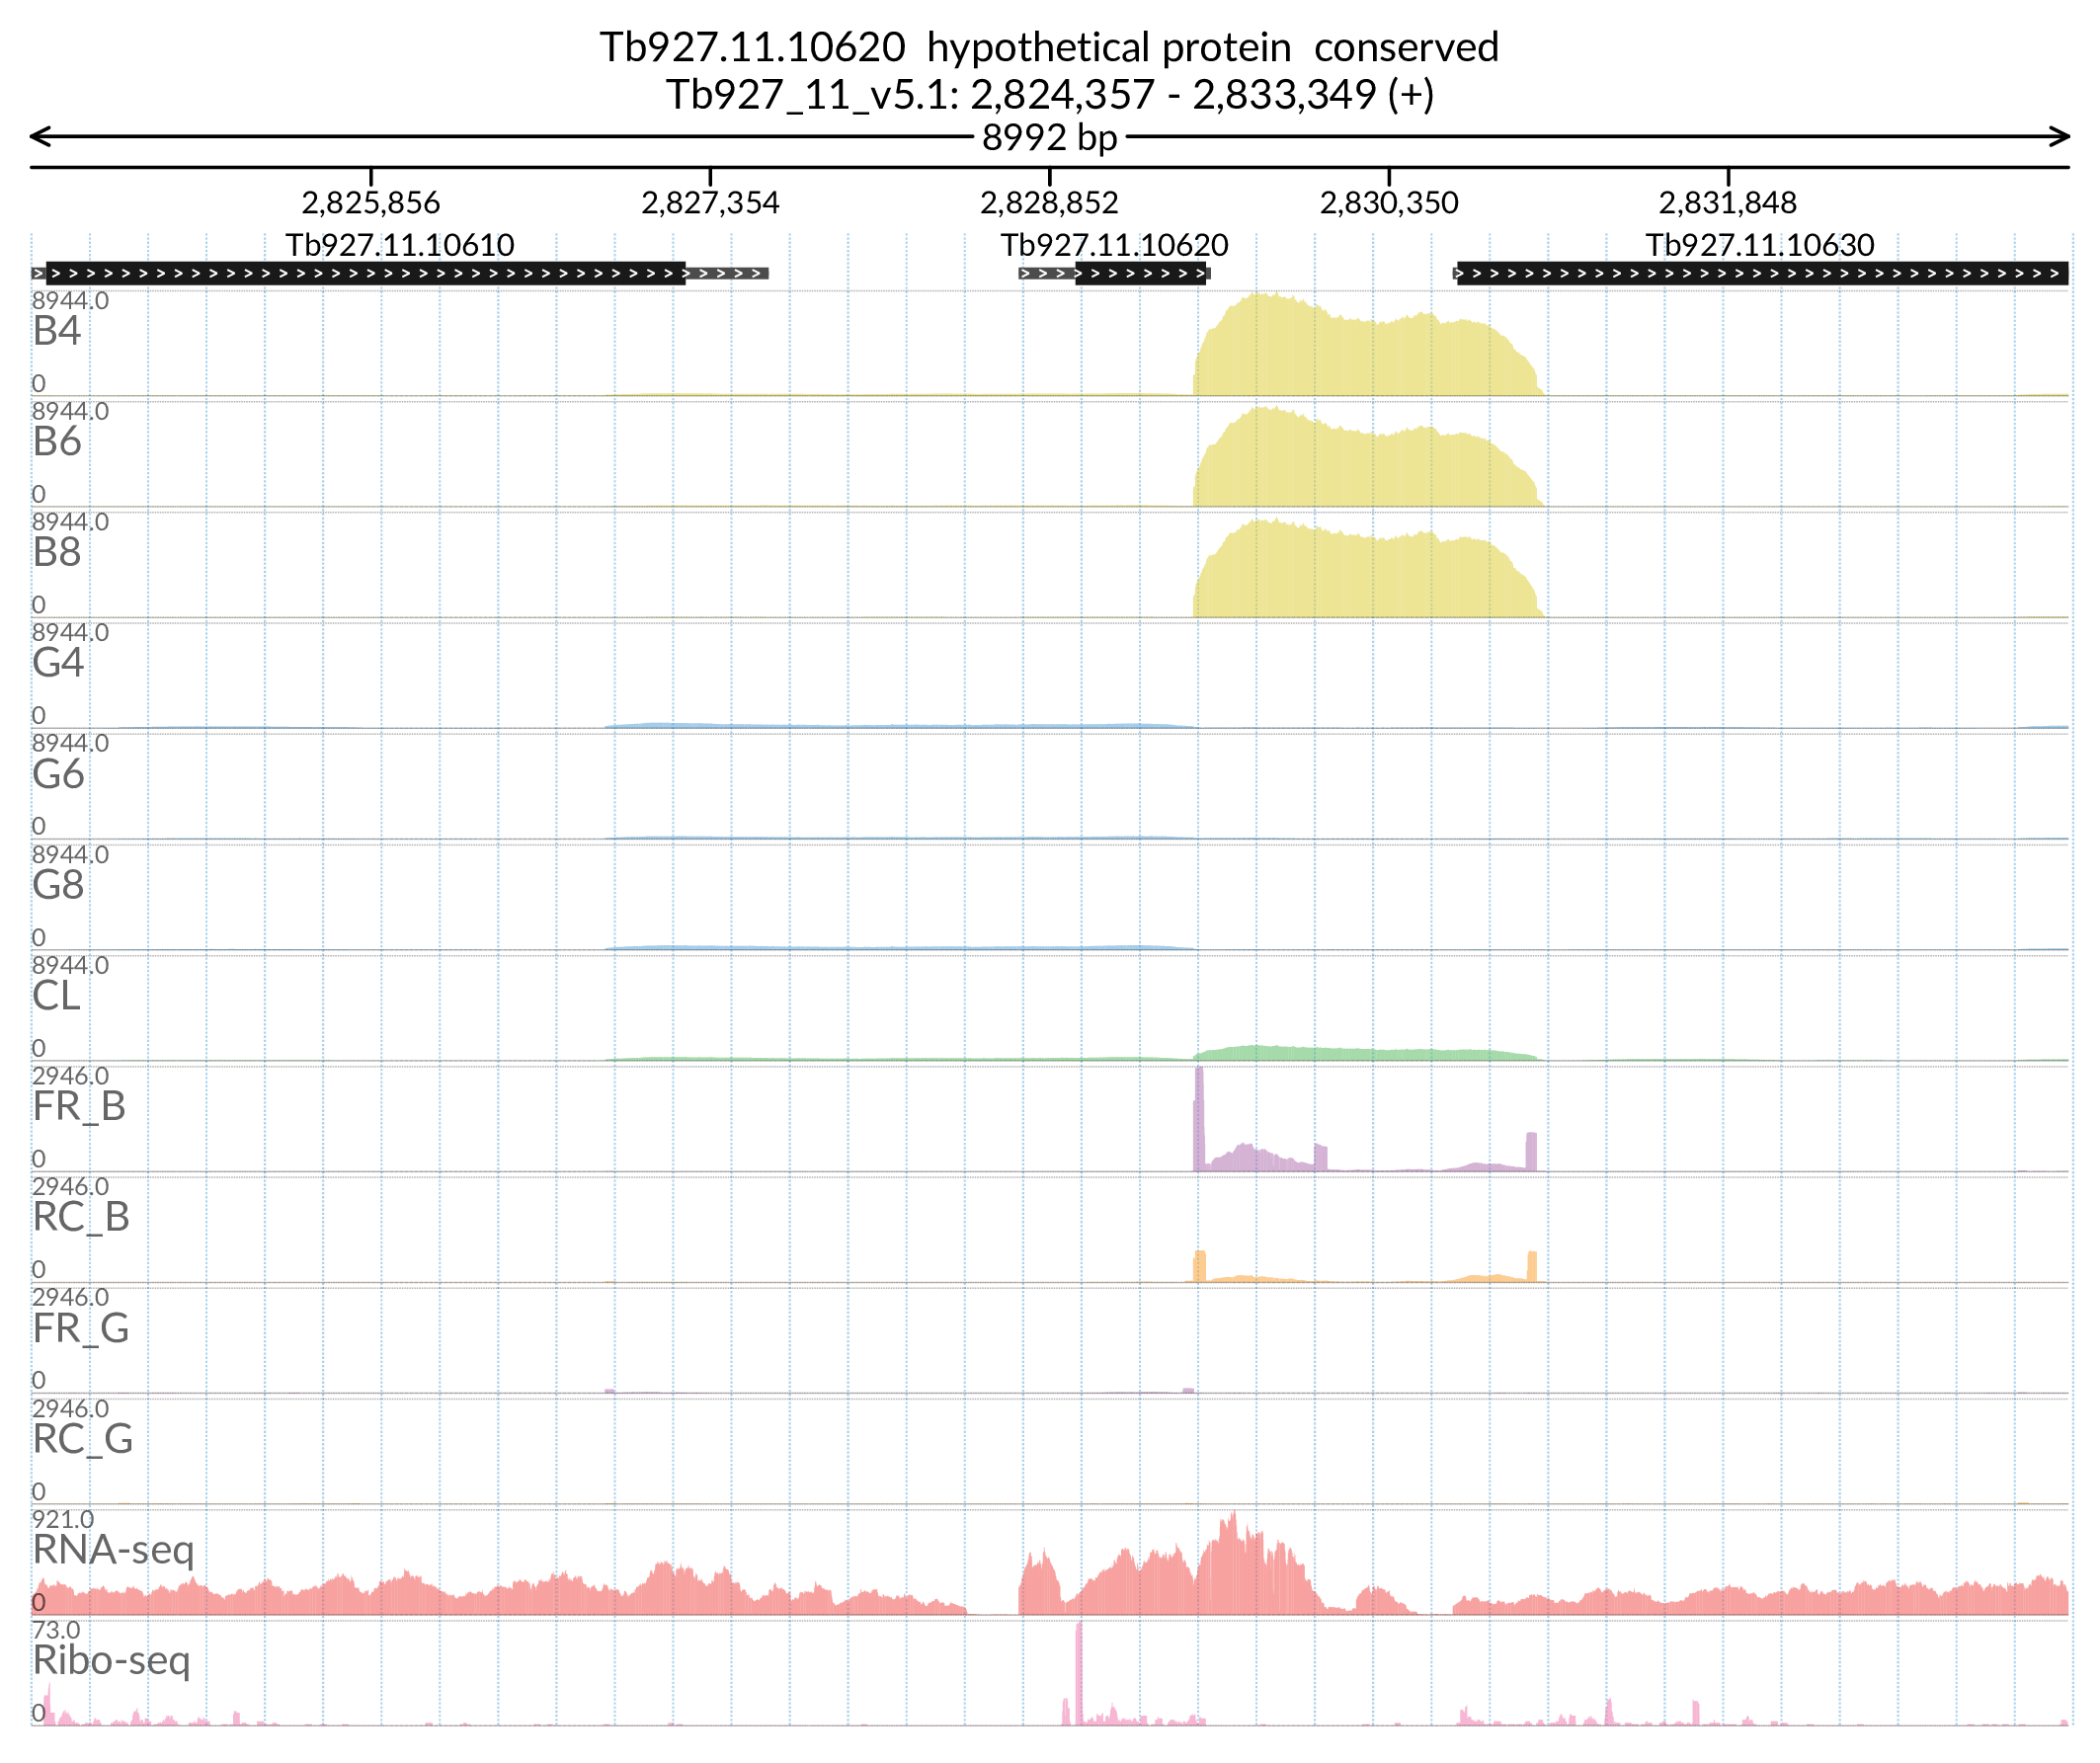 Tb927.11.10620 hypothetical protein conserved
Tb927_11_v5.1: 2,824,357 - 2,833,349 (+)
8992 bp
2,825,856 2,827,354 2,828,852 2,830,350 2,831,848
Tb927.11.10610 Tb927.11.10620 Tb927.11.10630
8944.0
B4
0
8944.0
B6
0
8944.0
B8
0
8944.0
G4
0
8944.0
G6
0
8944.0
G8
0
8944.0
CL
0
2946.0
FR_B
0
2946.0
RC_B
0
2946.0
FR_G
0
2946.0
RC_G
0
921.0
RNA-seq
0
73.0
Ribo-seq
0